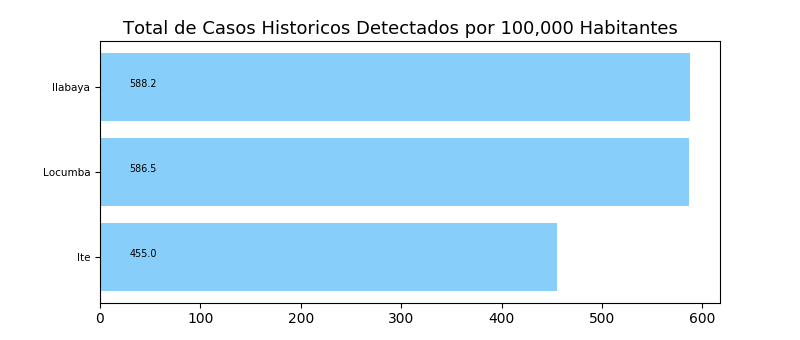 Total de Casos Historicos Detectados por 100,000 Habitantes
Ilabaya
588.2
Locumba
586.5
Ite
455.0
0 100 200 300 400 500 600